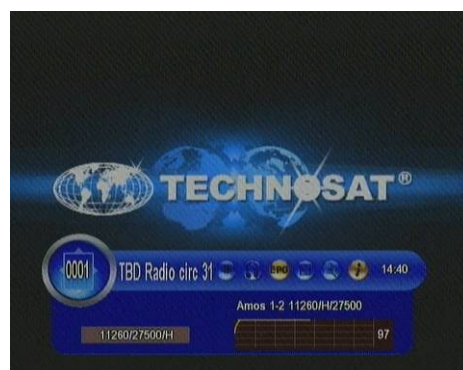 TECHNOSAT®
0001 TBD Radio circ 31 EPG i 14:40
Amos 1-2 11260/H/27500
11260/27500/H
97